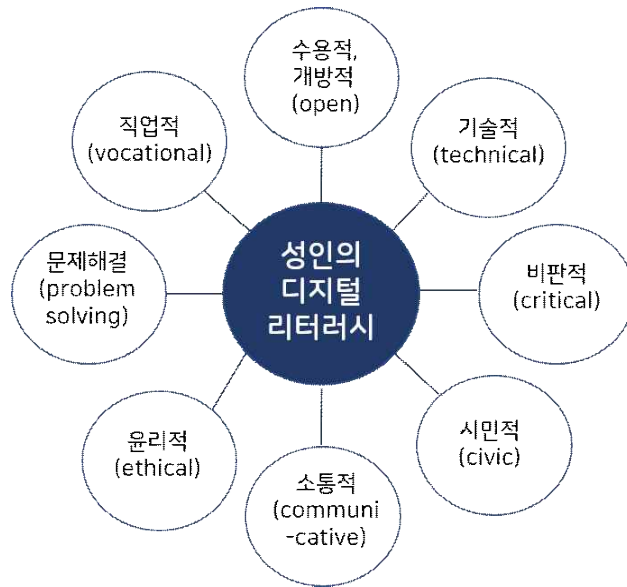 수용적,
개방적
(open)
기술적
(technical)
비판적
(critical)
시민적
(civic)
소통적
(communi
-cative)
윤리적
(ethical)
문제해결
(problem
solving)
직업적
(vocational)
성인의
디지털
리터러시